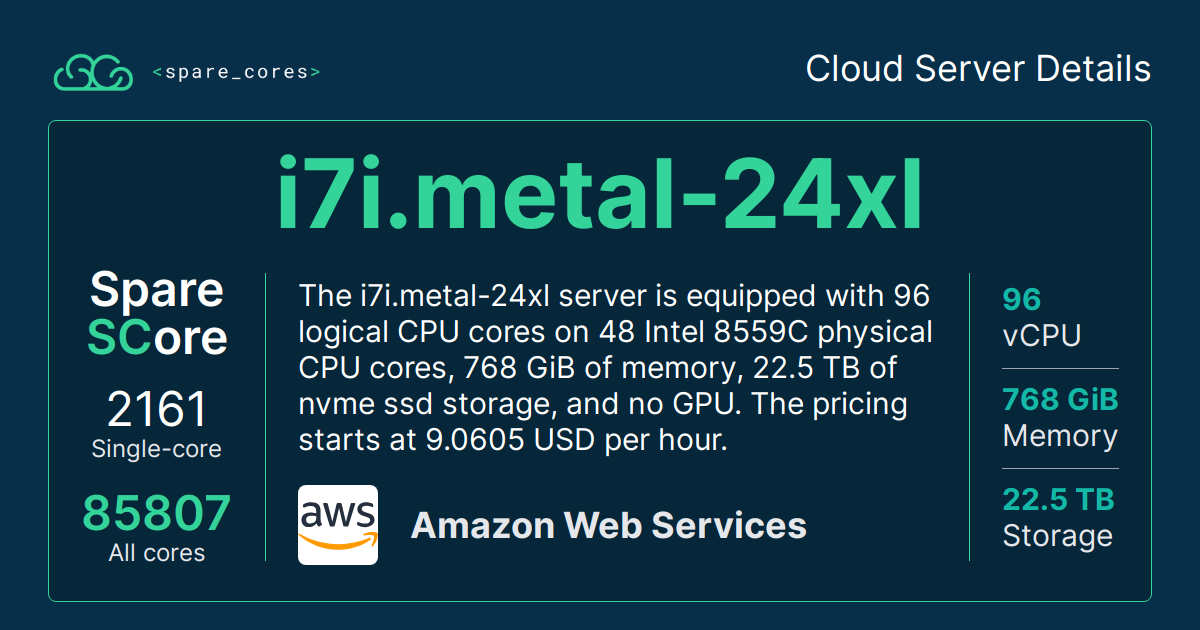 <spare_cores>
Cloud Server Details
i7i.metal-24xl
Spare
SCore
2161
Single-core
85807
All cores
The i7i.metal-24xl server is equipped with 96
logical CPU cores on 48 Intel 8559C physical
CPU cores, 768 GiB of memory, 22.5 TB of
nvme ssd storage, and no GPU. The pricing
starts at 9.0605 USD per hour.
aws
Amazon Web Services
96
vCPU
768 GiB
Memory
22.5 TB
Storage